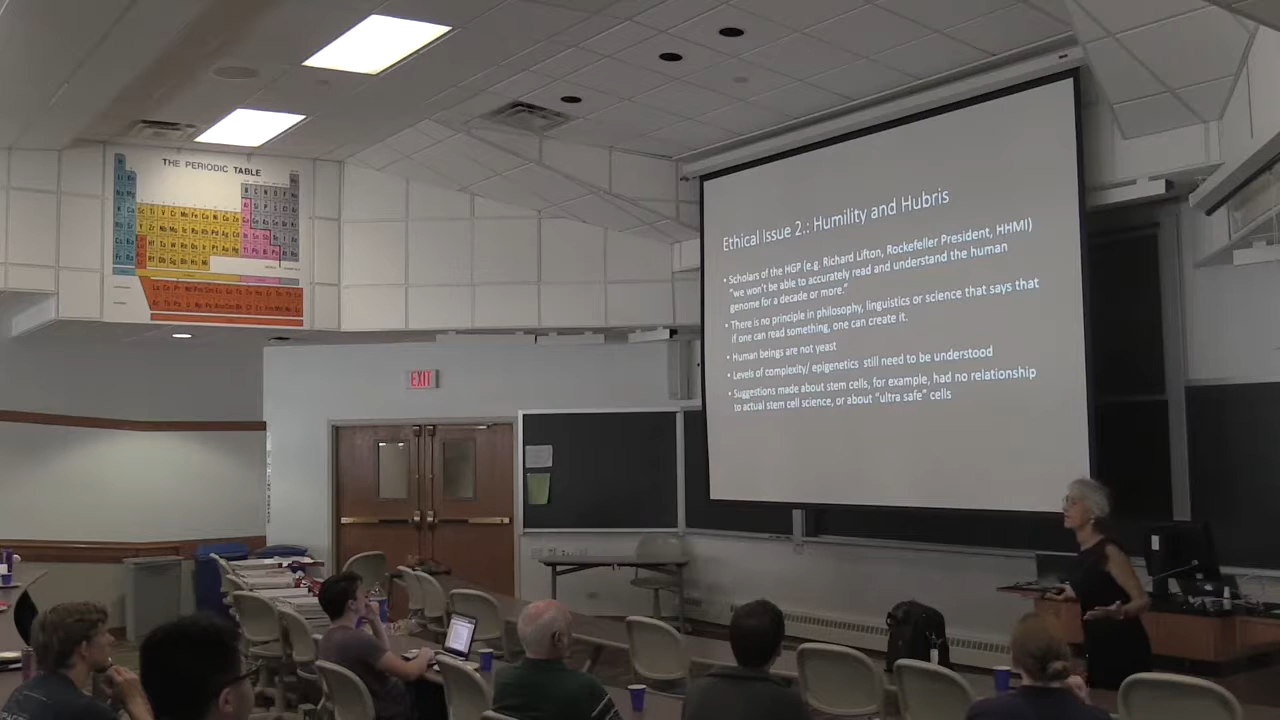 THE PERIODIC TABLE
EXIT
Ethical Issue 2.: Humility and Hubris
• Scholars of the HGP (e.g. Richard Lifton, Rockefeller President, HHMI)
"we won't be able to accurately read and understand the human
genome for a decade or more."
• There is no principle in philosophy, linguistics or science that says that
if one can read something, one can create it.
• Human beings are not yeast
• Levels of complexity/ epigenetics still need to be understood
• Suggestions made about stem cells, for example, had no relationship
to actual stem cell science, or about "ultra safe" cells